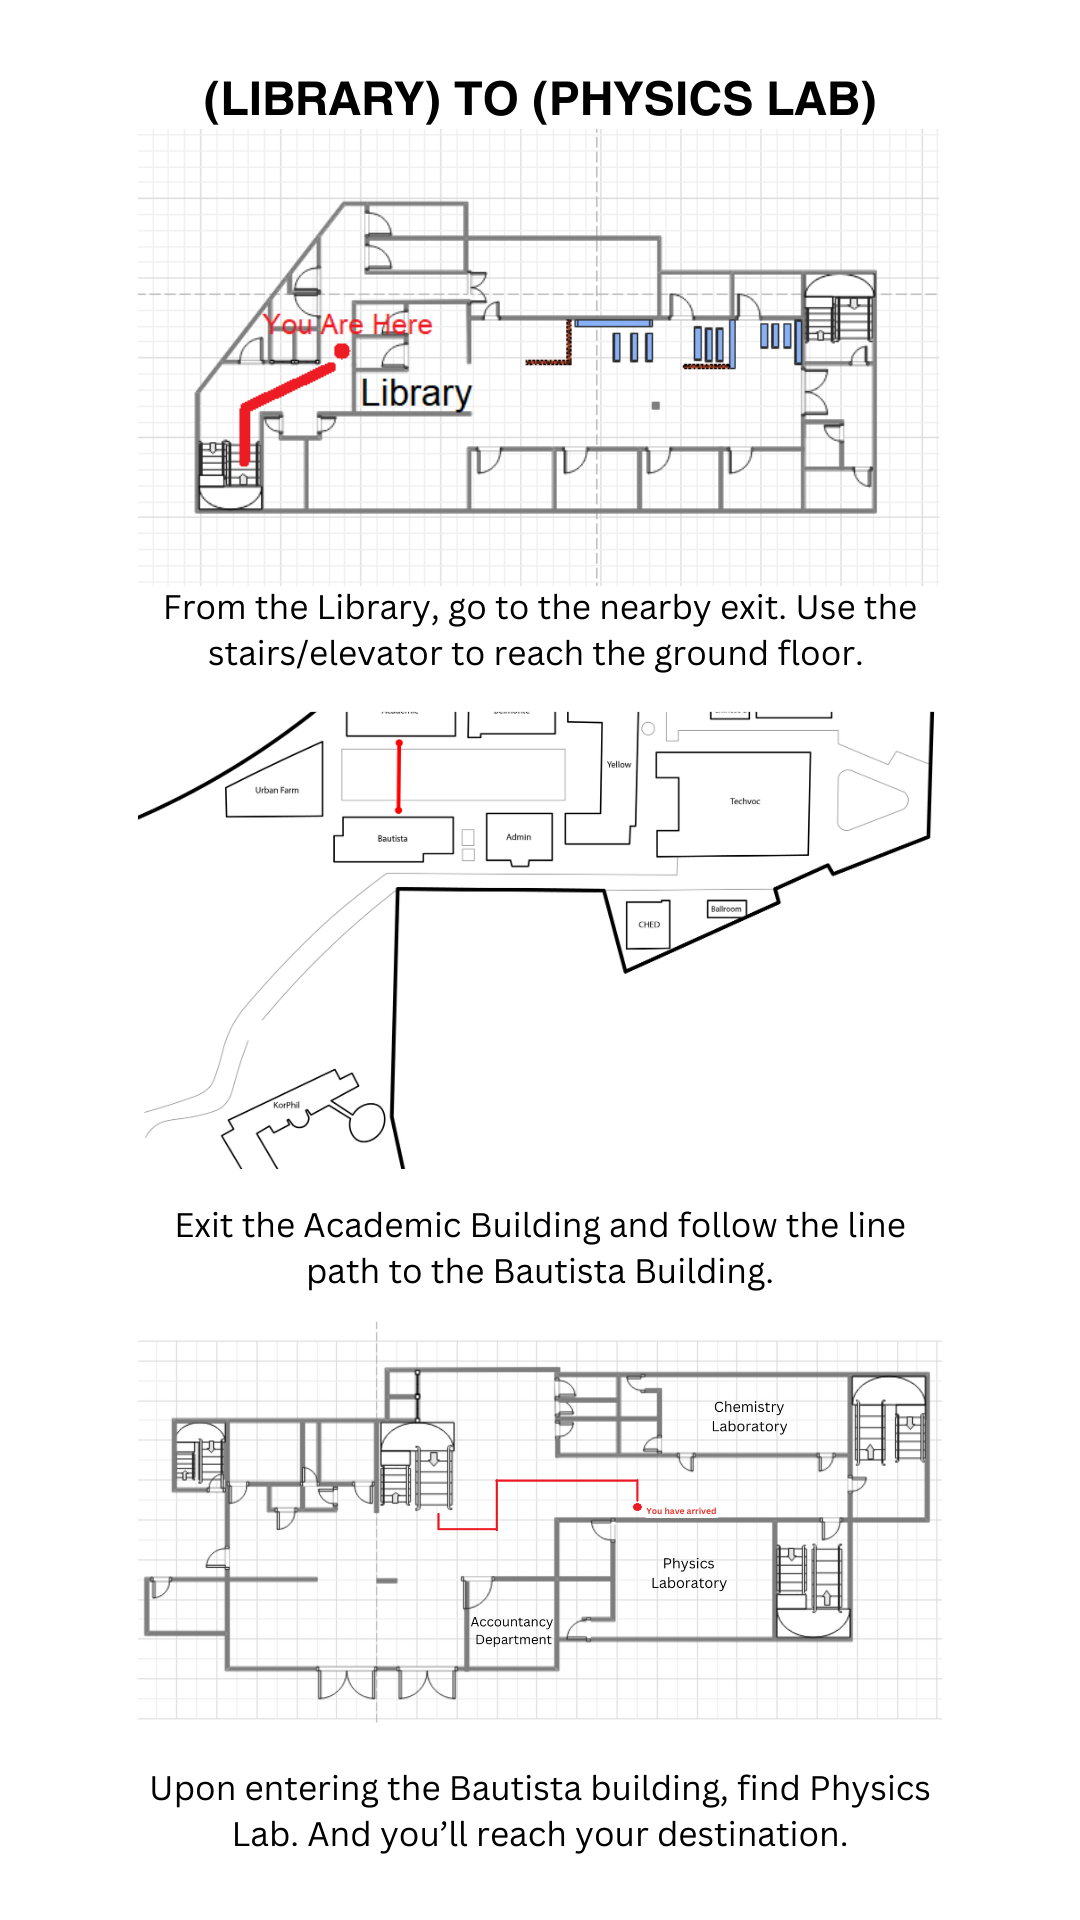 (LIBRARY) TO (PHYSICS LAB)
You Are Here
Library
From the Library, go to the nearby exit. Use the
stairs/elevator to reach the ground floor.
Academic
Belmonte
Yellow
Urban Farm
Techvoc
Bautista
Admin
CHED
Ballroom
KorPhil
Exit the Academic Building and follow the line
path to the Bautista Building.
Chemistry
Laboratory
You have arrived
Physics
Laboratory
Accountancy
Department
Upon entering the Bautista building, find Physics
Lab. And you’ll reach your destination.